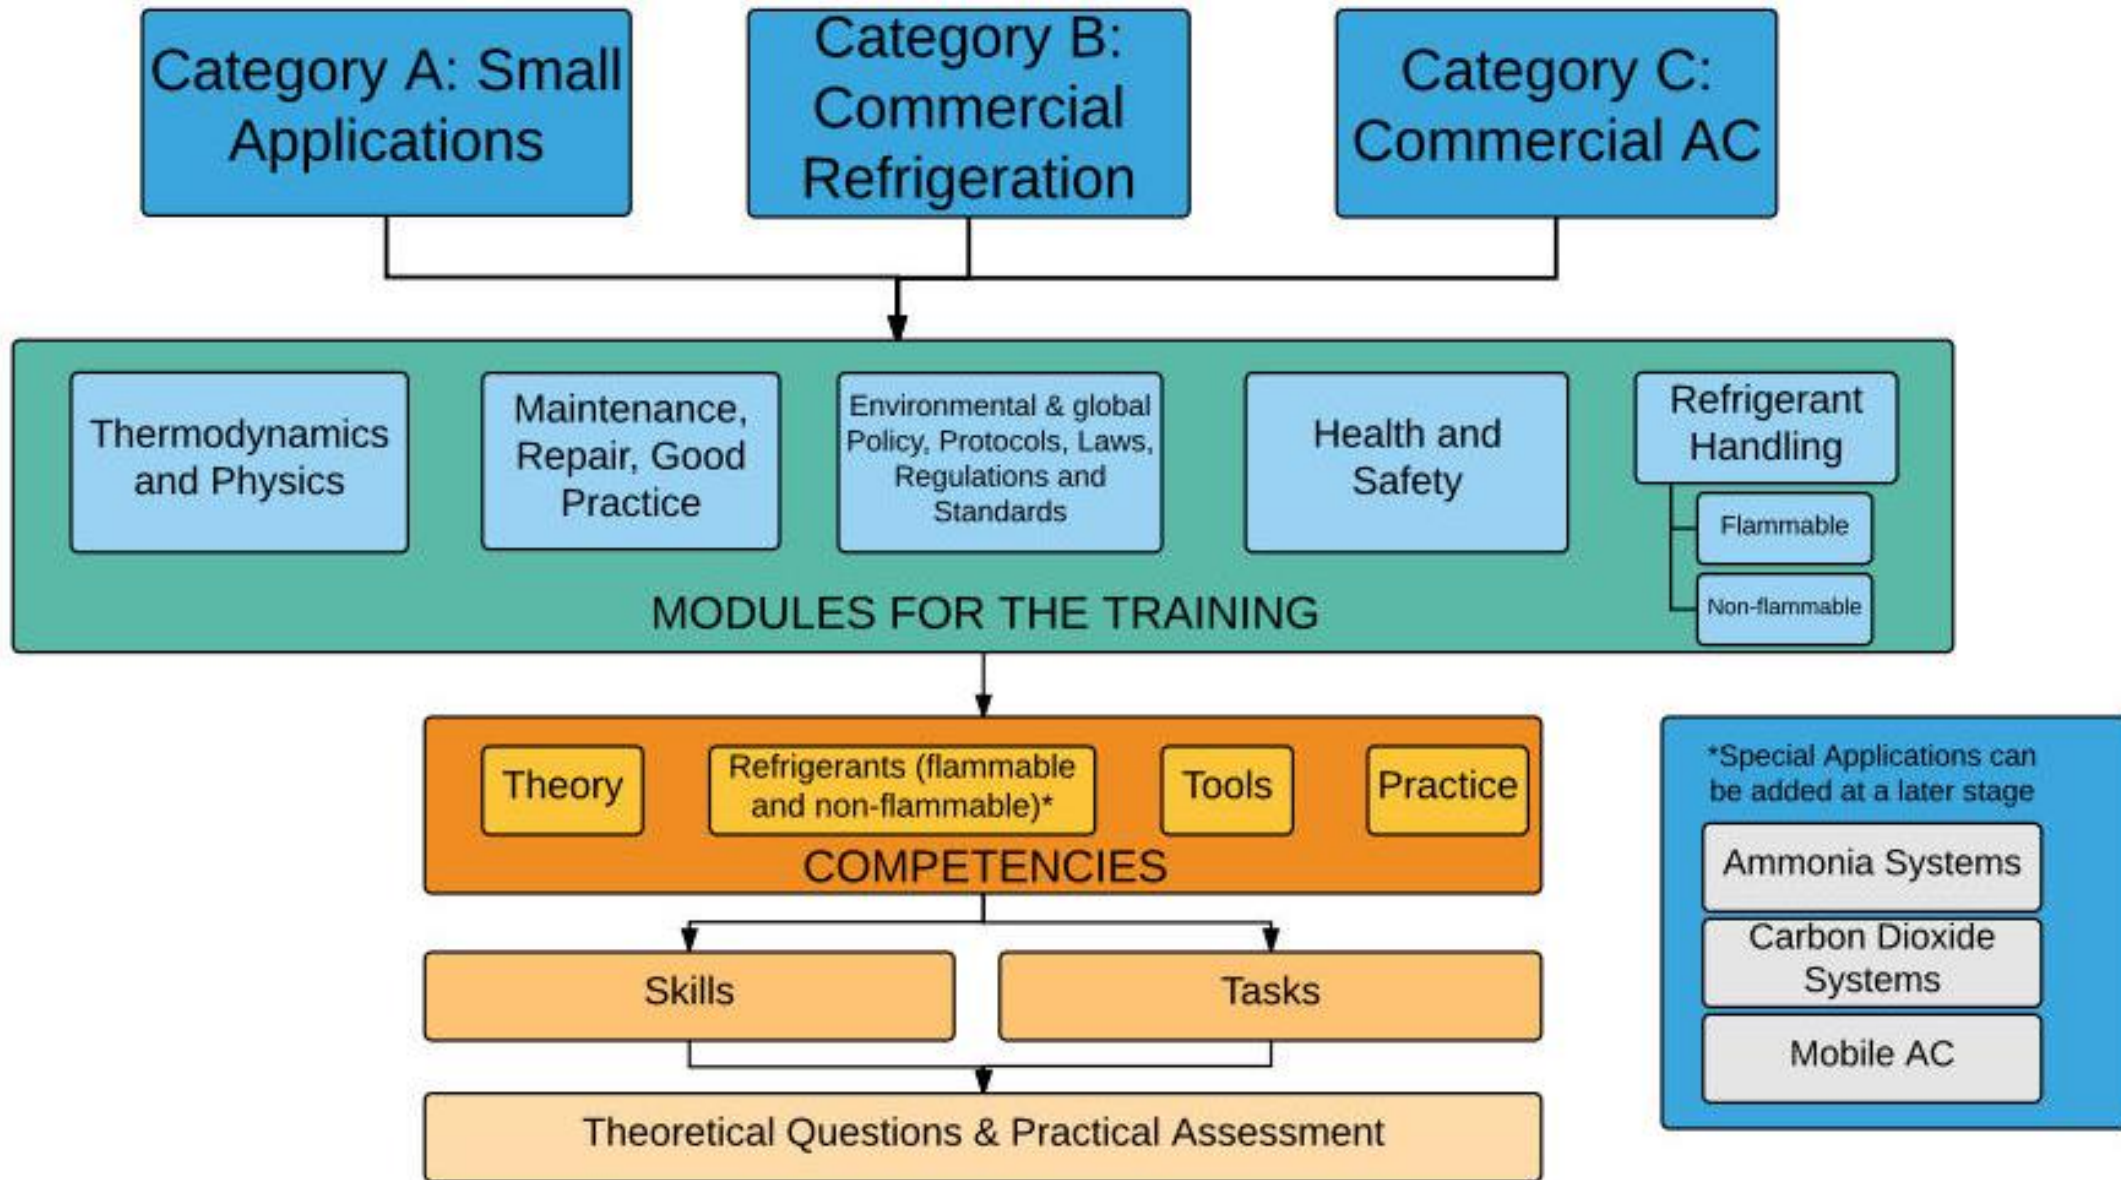 Category A: Small
Applications
Category B:
Commercial
Refrigeration
Category C:
Commercial AC
Thermodynamics
and Physics
Maintenance,
Repair, Good
Practice
Environmental & global
Policy, Protocols, Laws,
Regulations and
Standards
Health and
Safety
Refrigerant
Handling
Flammable
Non-flammable
MODULES FOR THE TRAINING
Theory
Refrigerants (flammable
and non-flammable)*
Tools
Practice
COMPETENCIES
*Special Applications can
be added at a later stage
Ammonia Systems
Carbon Dioxide
Systems
Mobile AC
Skills
Tasks
Theoretical Questions & Practical Assessment